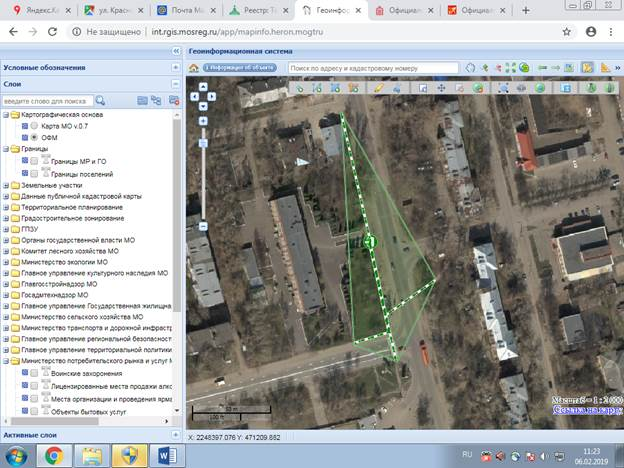 Яндекс.Ка
ул. Красно
Почта Ма
Реестр: Т
Геоинфор
Официал
Официал
Не защищено | int.rgis.mosreg.ru/app/mapinfo.heron.mogtru
Условные обозначения
Слои
введите слово для поиска
Картографическая основа
Карта МО v.0.7
ОФМ
Границы
Границы МР и ГО
Границы поселений
Земельные участки
Данные публичной кадастровой карты
Территориальное планирование
Градостроительное зонирование
ГПЗУ
Органы государственной власти МО
Комитет лесного хозяйства МО
Министерство экологии МО
Главное управление культурного наследия МО
Главгосстройнадзор МО
Госадмтехнадзор МО
Главное управление Государственная жилищна
Министерство сельского хозяйства МО
Министерство транспорта и дорожной инфрастр
Главное управление региональной безопасност
Главное управление территориальной политики
Министерство потребительского рынка и услуг М
Воинские захоронения
Лицензированные места продажи алко
Места организации и проведения ярма
Объекты бытовых услуг
Активные слои
Геоинформационная система
Информация об объекте
Поиск по адресу и кадастровому номеру
50 m
100 ft
Масштаб = 1 : 2 000
Ссылка на карту
X: 2248397.076 Y: 471209.862
RU
11:23
06.02.2019